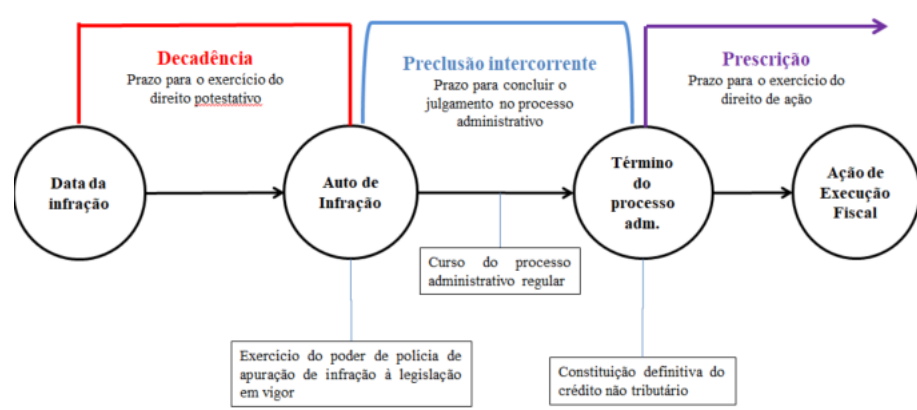 Decadência
Prazo para o exercício do
direito potestativo
Preclusão intercorrente
Prazo para concluir o
julgamento no processo
administrativo
Prescrição
Prazo para o exercício do
direito de ação
Data da
infração
Auto de
Infração
Término
do
processo
adm.
Ação de
Execução
Fiscal
Curso do processo
administrativo regular
Exercício do poder de polícia de
apuração de infração à legislação
em vigor
Constituição definitiva do
crédito não tributário